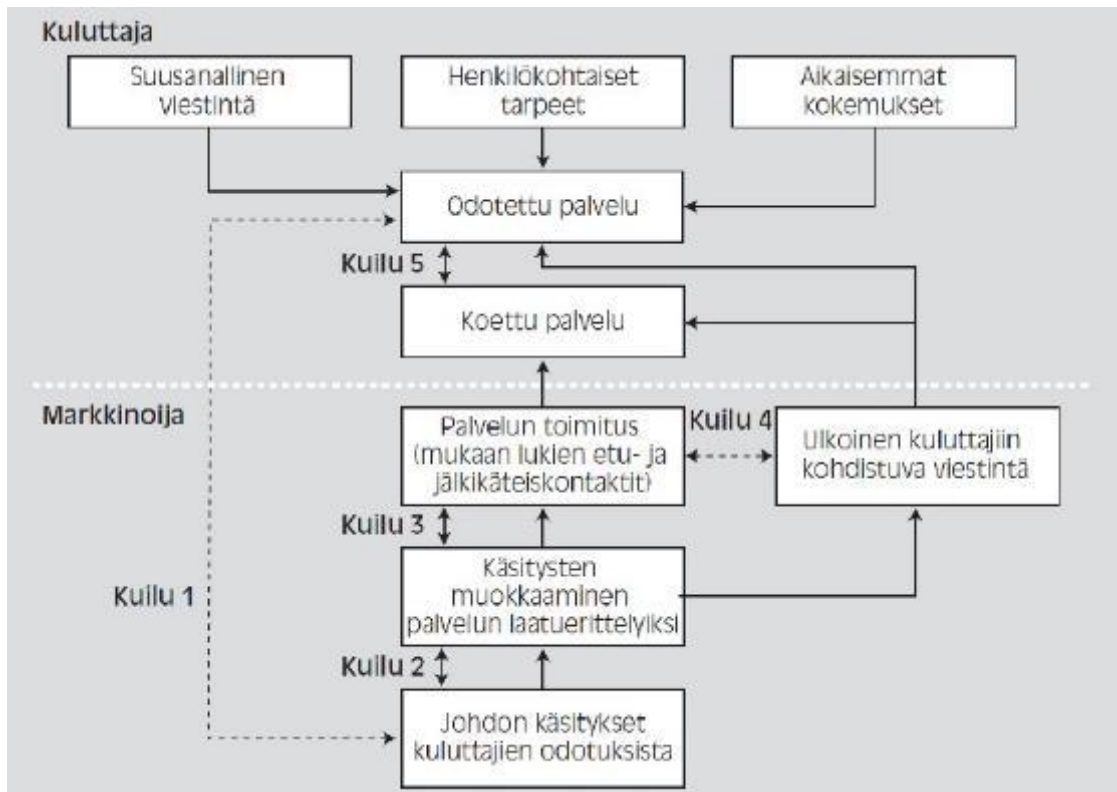 Kuluttaja
Suusanallinen
viestintä
Henkilökohtaiset
tarpeet
Aikaisemmat
kokemukset
Odotettu palvelu
Kuilu 5
Koettu palvelu
Markkinoija
Palvelun toimitus
(mukaan lukien etu- ja
jälkikäteiskontaktit)
Kuilu 4
Ulkoinen kuluttajiin
kohdistuva viestintä
Kuilu 3
Käsitysten
muokkaaminen
palvelun laatuerittelyiksi
Kuilu 1
Kuilu 2
Johdon käsitykset
kuluttajien odotuksista